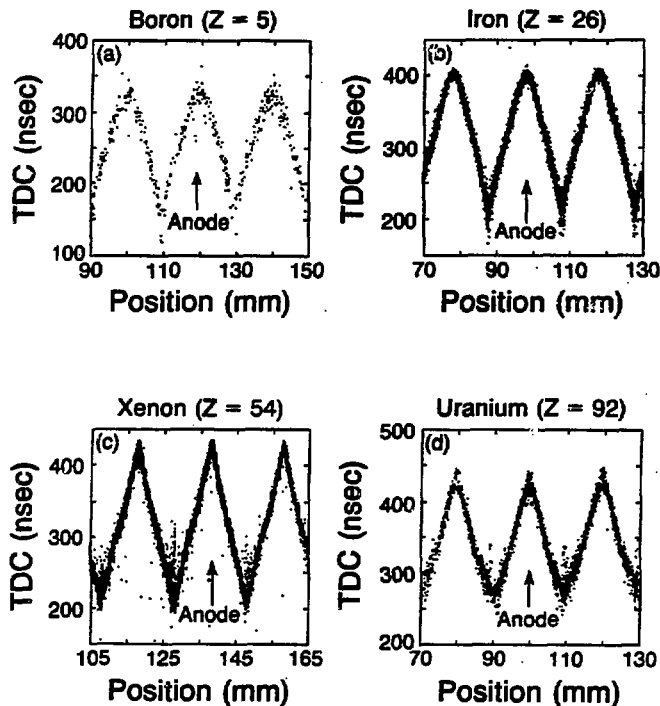 Boron (Z = 5)
(a)
TDC (nsec)
400
300
200
100
Anode
90 110 130 150
Position (mm)
Iron (Z = 26)
(b)
TDC (nsec)
400
300
200
Anode
70 90 110 130
Position (mm)
Xenon (Z = 54)
(c)
TDC (nsec)
400
300
200
Anode
105 125 145 165
Position (mm)
Uranium (Z = 92)
(d)
TDC (nsec)
500
400
300
200
Anode
70 90 110 130
Position (mm)